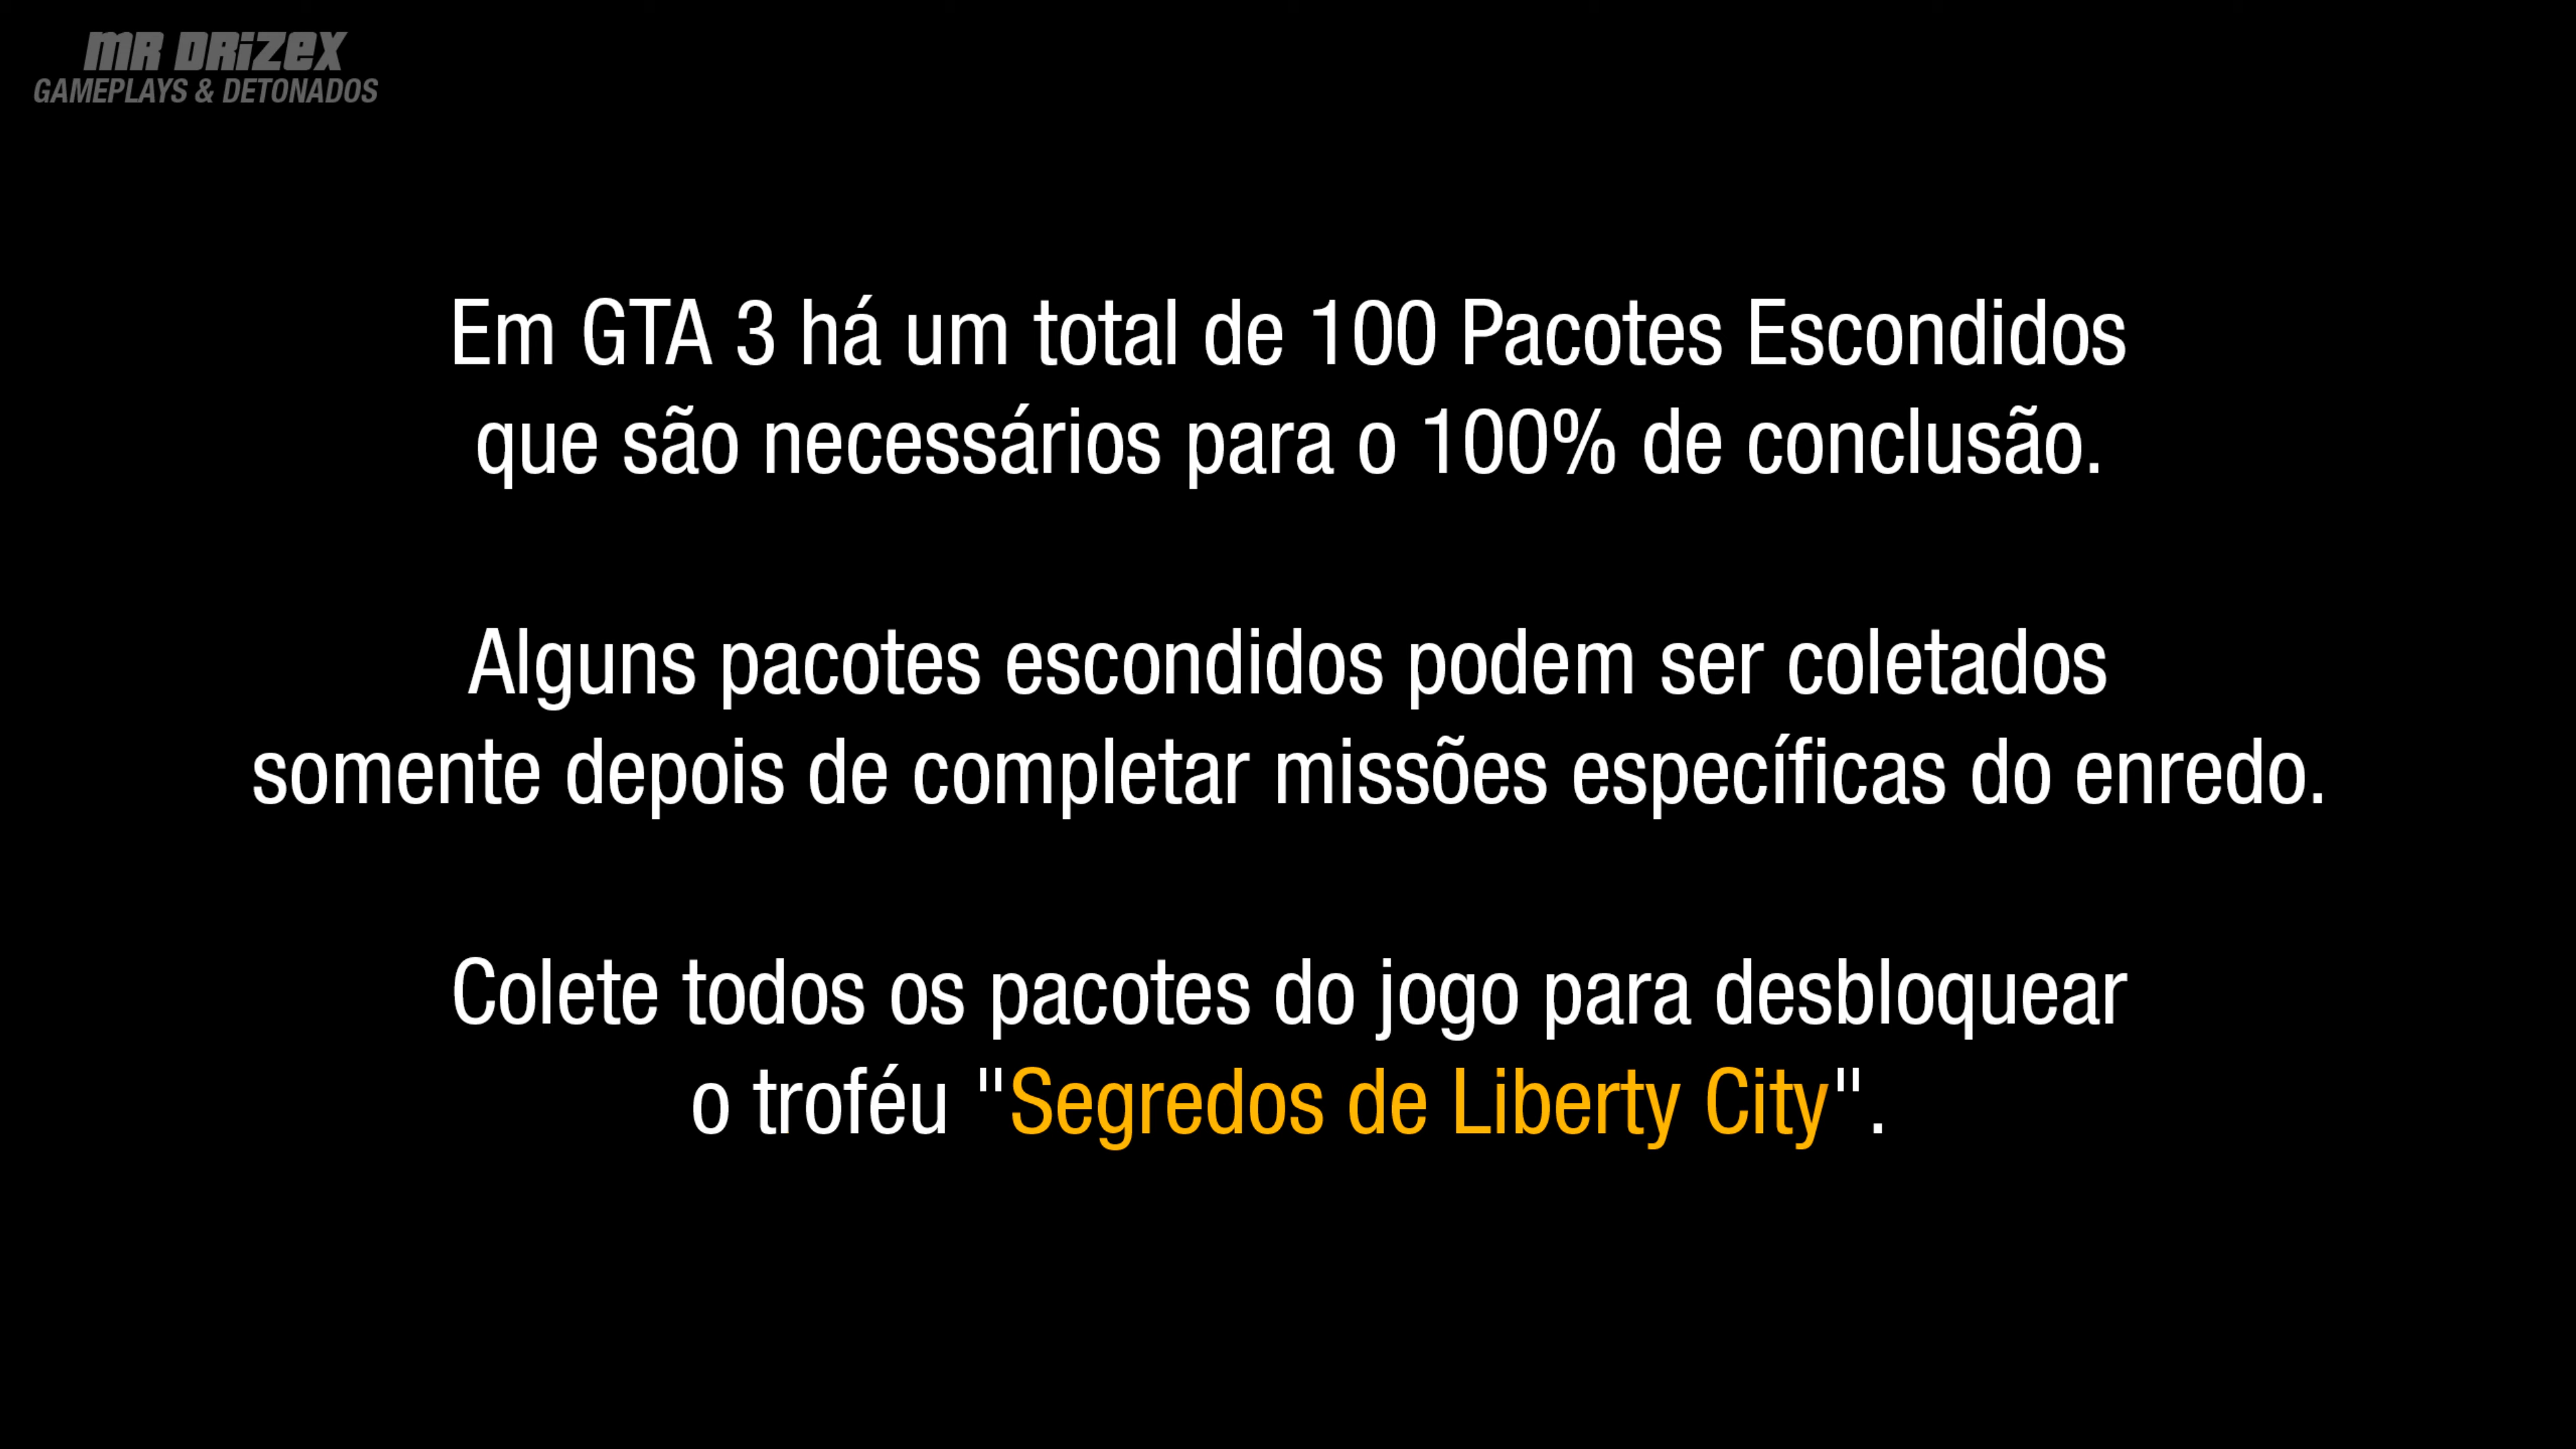 MR DRIZEX
GAMEPLAYS & DETONADOS
Em GTA 3 há um total de 100 Pacotes Escondidos
que são necessários para o 100% de conclusão.
Alguns pacotes escondidos podem ser coletados
somente depois de completar missões específicas do enredo.
Colete todos os pacotes do jogo para desbloquear
o troféu "Segredos de Liberty City".